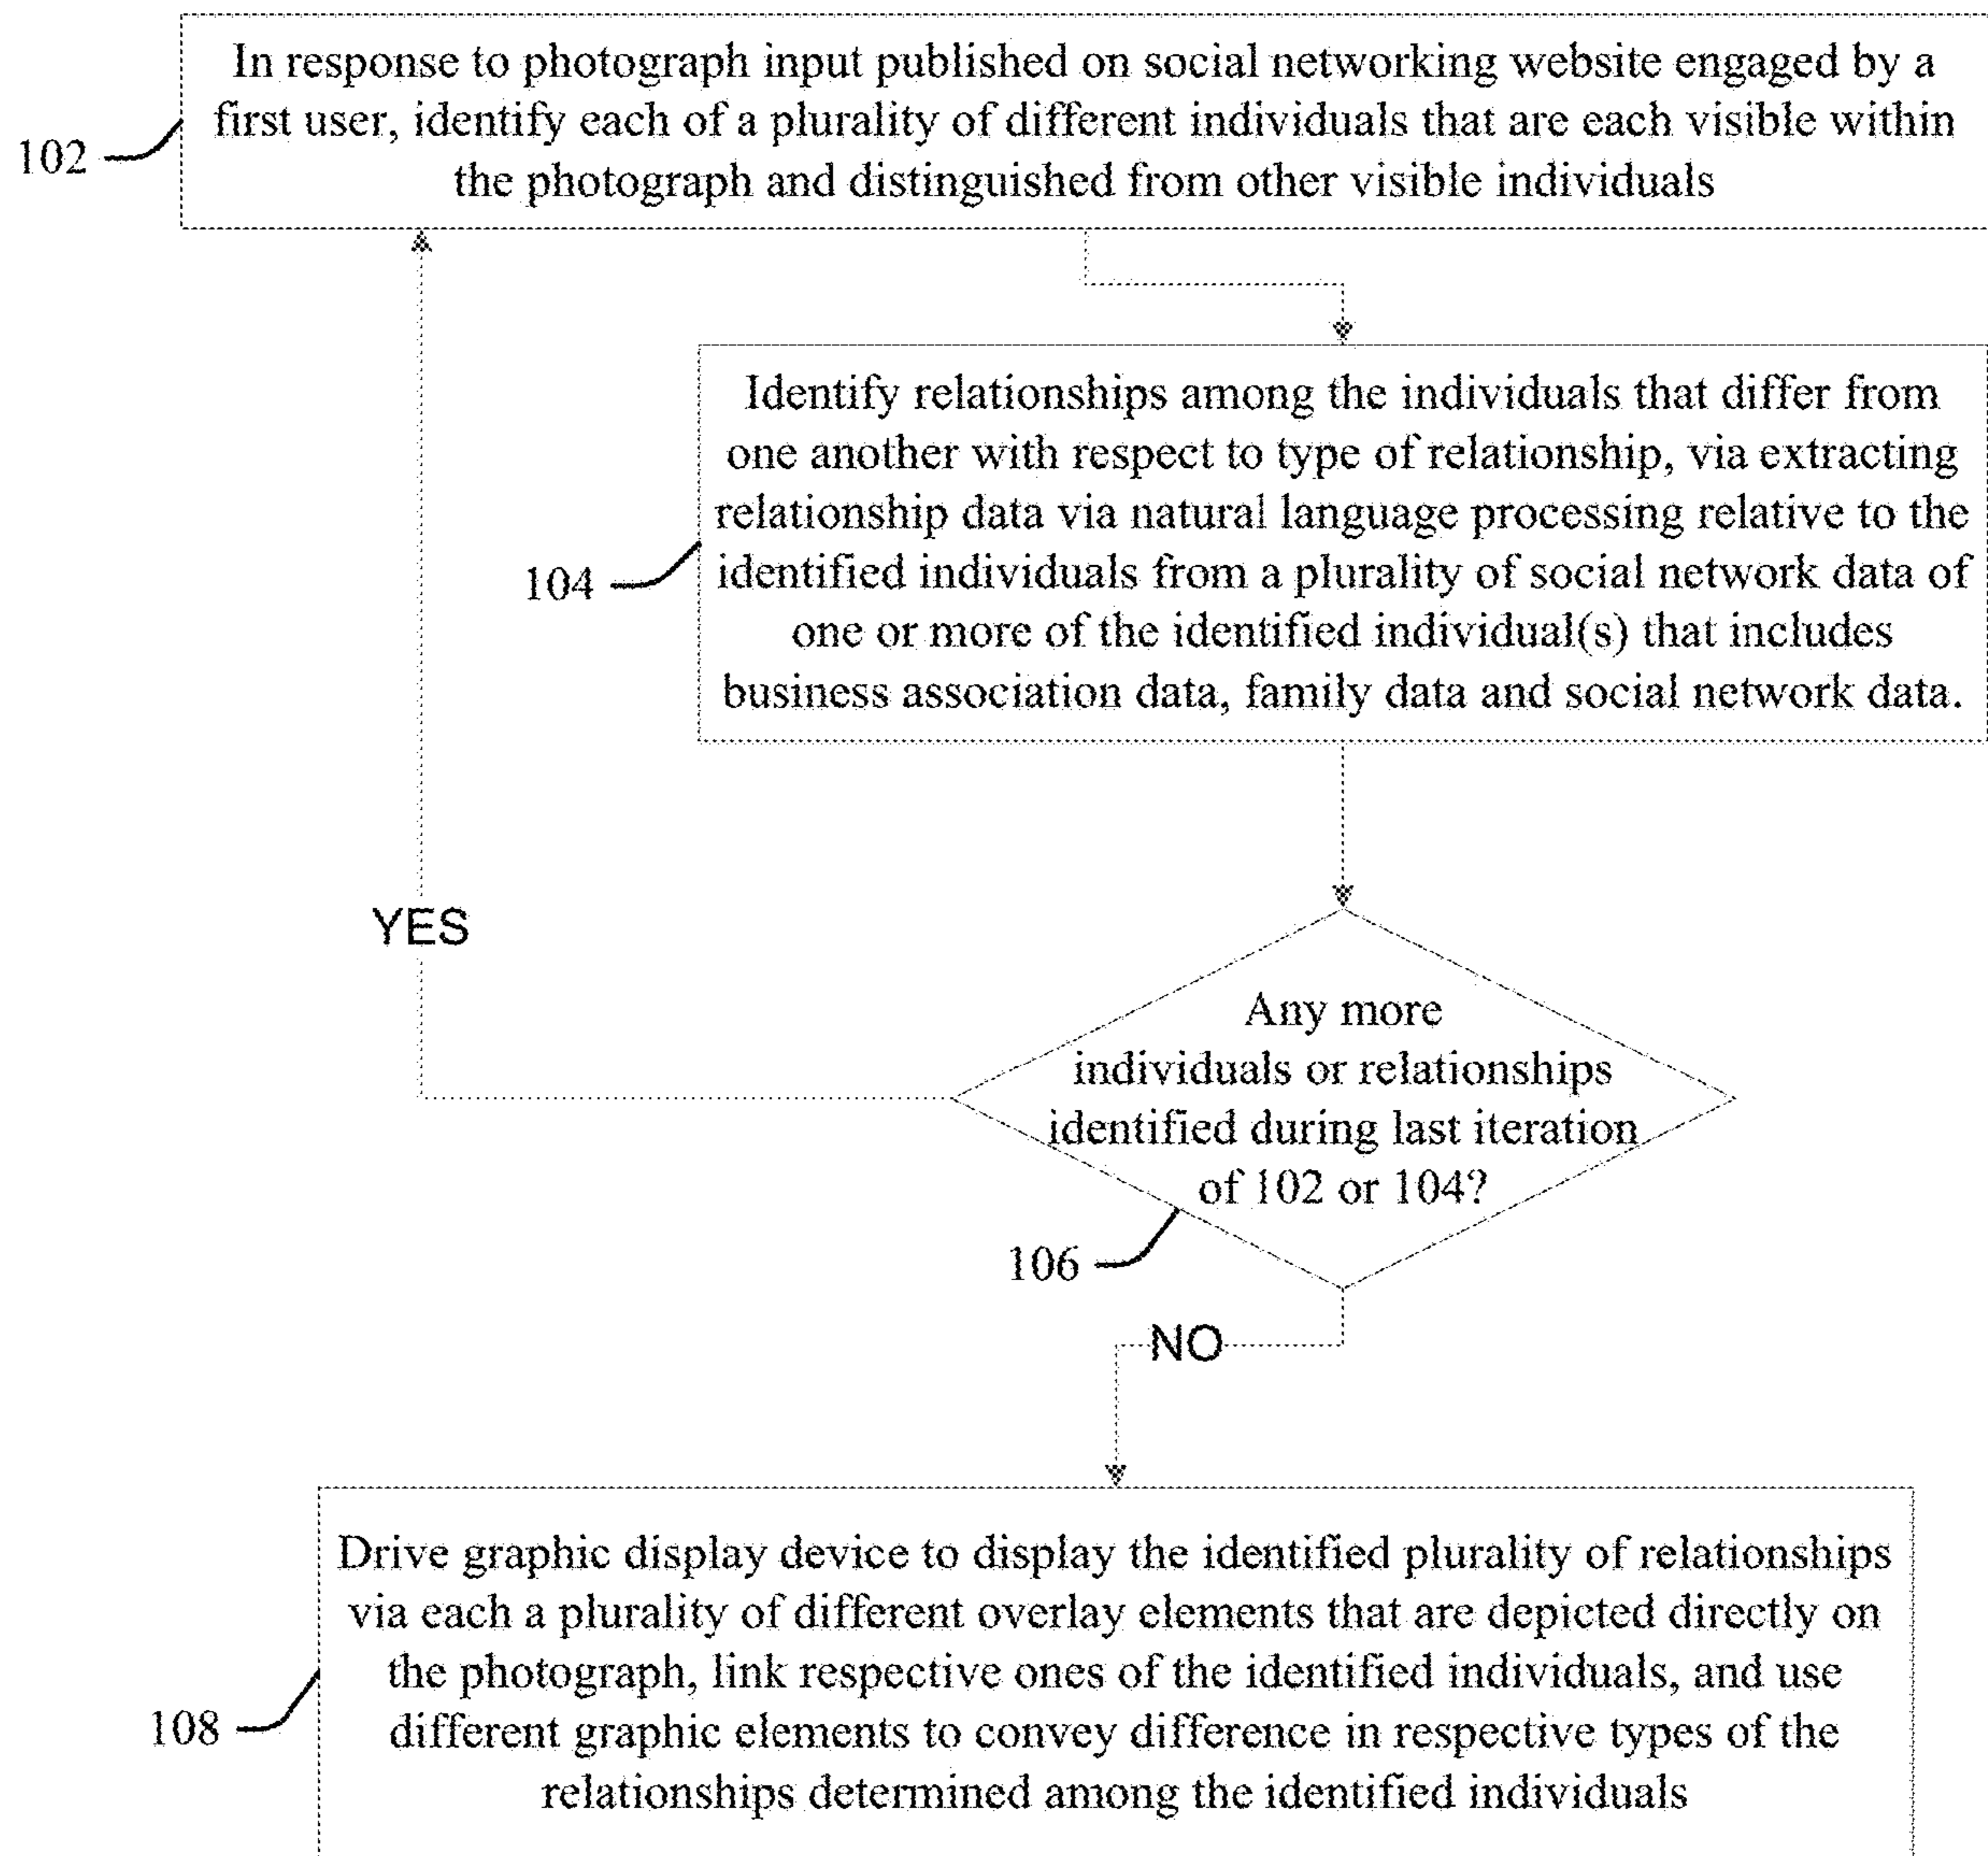 In response to photograph input published on social networking website engaged by a
first user, identify each of a plurality of different individuals that are each visible within
the photograph and distinguished from other visible individuals
102
Identify relationships among the individuals that differ from
one another with respect to type of relationship, via extracting
relationship data via natural language processing relative to the
identified individuals from a plurality of social network data of
one or more of the identified individual(s) that includes
business association data, family data and social network data.
104
YES
Any more
individuals or relationships
identified during last iteration
of 102 or 104?
106
NO
Drive graphic display device to display the identified plurality of relationships
via each a plurality of different overlay elements that are depicted directly on
the photograph, link respective ones of the identified individuals, and use
different graphic elements to convey difference in respective types of the
relationships determined among the identified individuals
108